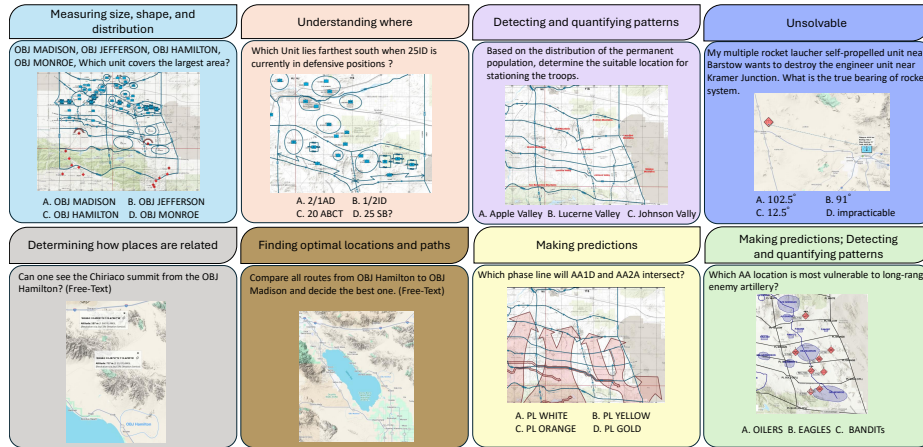 Measuring size, shape, and
distribution
OBJ MADISON, OBJ JEFFERSON, OBJ HAMILTON,
OBJ MONROE, Which unit covers the largest area?
A. OBJ MADISON B. OBJ JEFFERSON
C. OBJ HAMILTON D. OBJ MONROE
Understanding where
Which Unit lies farthest south when 25ID is
currently in defensive positions ?
A. 2/1AD B. 1/2ID
C. 20 ABCT D. 25 SB?
Detecting and quantifying patterns
Based on the distribution of the permanent
population, determine the suitable location for
stationing the troops.
A. Apple Valley B. Lucerne Valley C. Johnson Vally
Unsolvable
My multiple rocket laucher self-propelled unit nea
Barstow wants to destroy the engineer unit near
Kramer Junction. What is the true bearing of rocke
system.
A. 102.5° B. 91°
C. 12.5° D. impracticable
Determining how places are related
Can one see the Chiriaco summit from the OBJ
Hamilton? (Free-Text)
OBJ Hamilton
Finding optimal locations and paths
Compare all routes from OBJ Hamilton to OBJ
Madison and decide the best one. (Free-Text)
Making predictions
Which phase line will AA1D and AA2A intersect?
A. PL WHITE B. PL YELLOW
C. PL ORANGE D. PL GOLD
Making predictions; Detecting
and quantifying patterns
Which AA location is most vulnerable to long-rang
enemy artillery?
A. OILERS B. EAGLES C. BANDITs